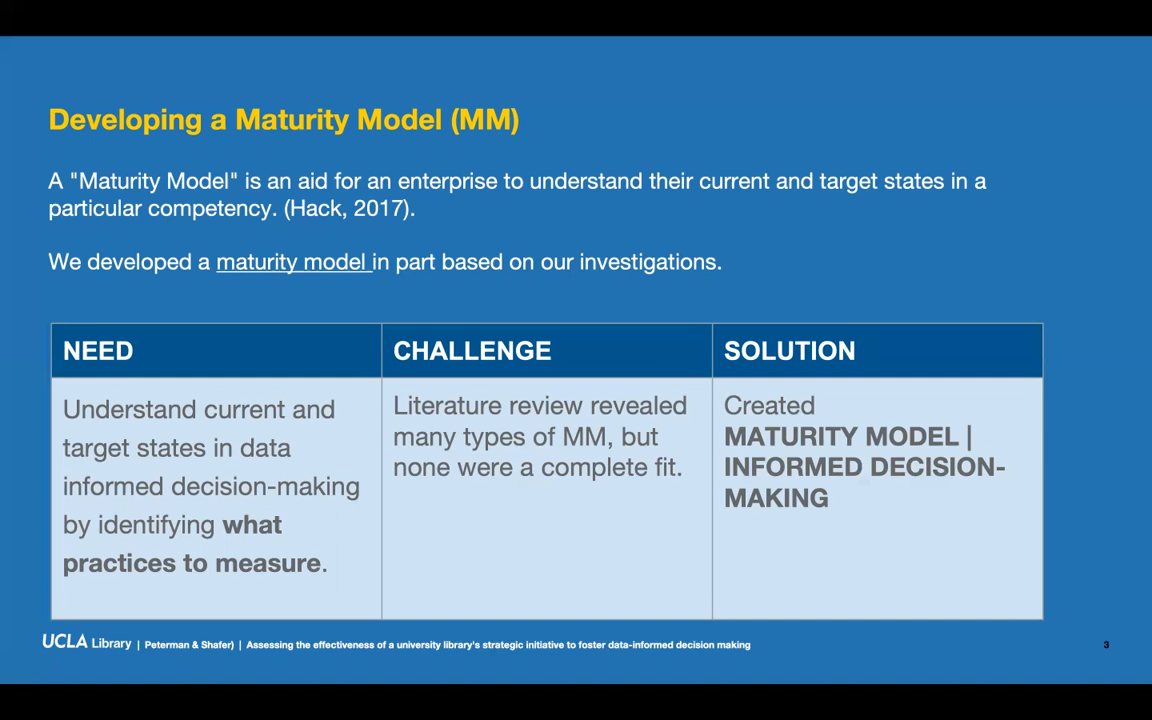 Developing a Maturity Model (MM)
A "Maturity Model" is an aid for an enterprise to understand their current and target states in a
particular competency. (Hack, 2017).
We developed a maturity model in part based on our investigations.
NEED
Understand current and
target states in data
informed decision-making
by identifying what
practices to measure.
CHALLENGE
Literature review revealed
many types of MM, but
none were a complete fit.
SOLUTION
Created
MATURITY MODEL |
INFORMED DECISION-
MAKING
UCLA Library | Peterman & Shafer) | Assessing the effectiveness of a university library's strategic initiative to foster data-informed decision making
3